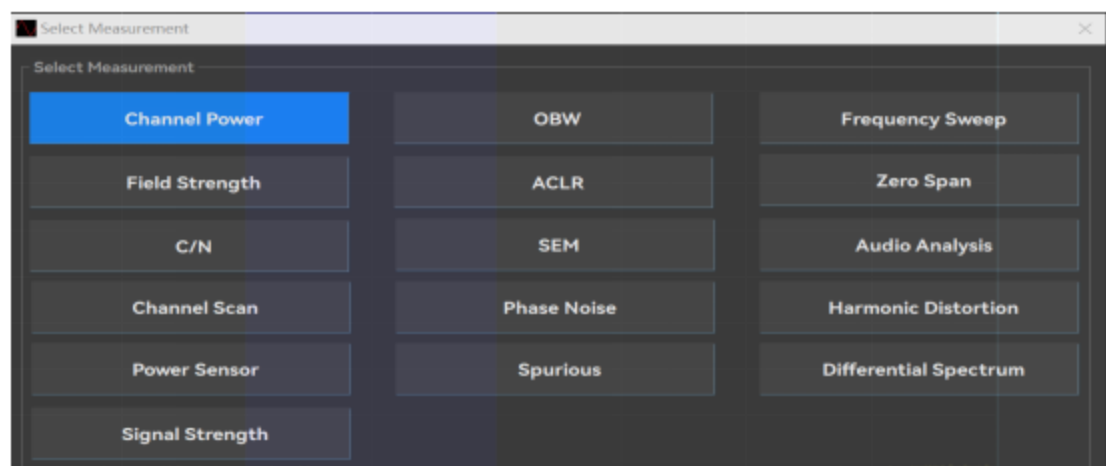 Select Measurement
Select Measurement
Channel Power OBW Frequency Sweep
Field Strength ACLR Zero Span
C/N SEM Audio Analysis
Channel Scan Phase Noise Harmonic Distortion
Power Sensor Spurious Differential Spectrum
Signal Strength